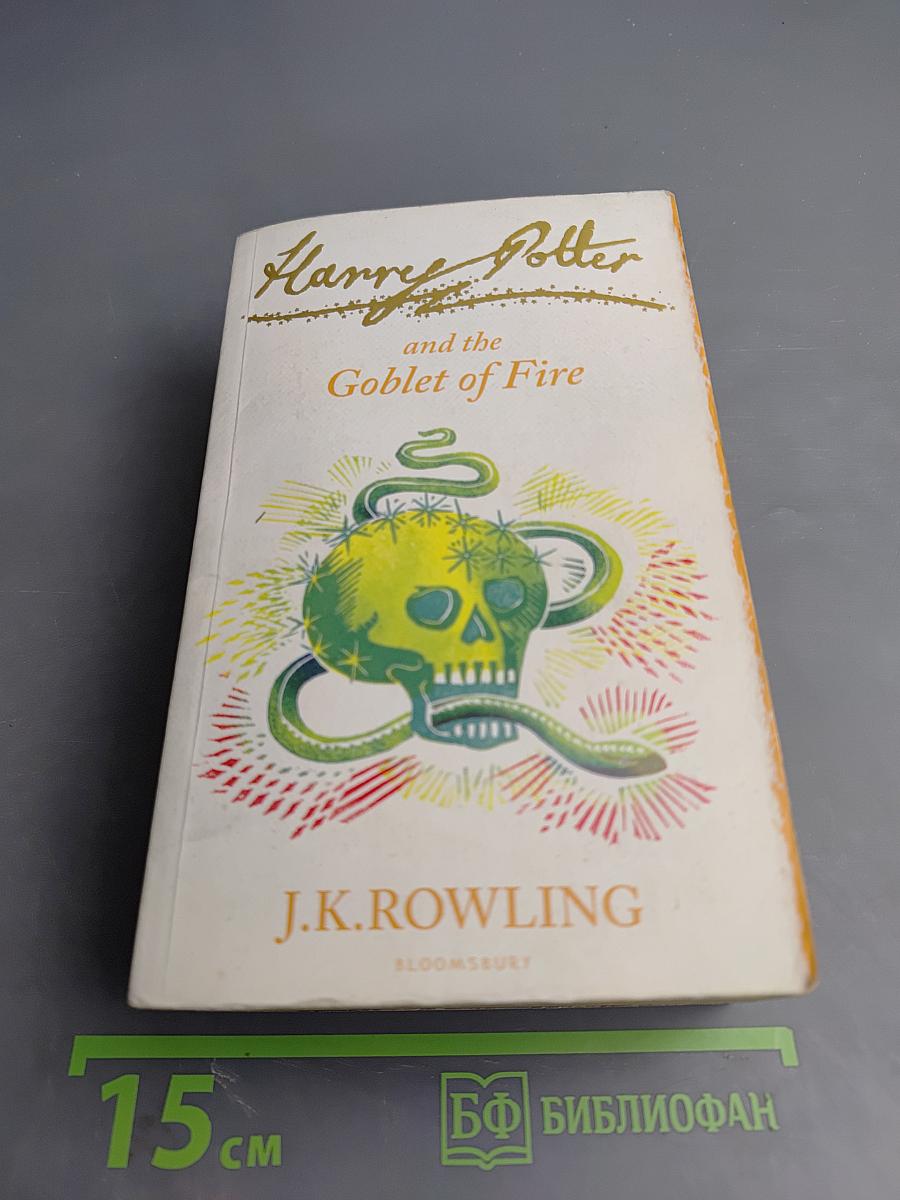 Harry Potter
and the
Goblet of Fire
J.K.ROWLING
BLOOMSBURY
15 см
БФ БИБЛИОФАН